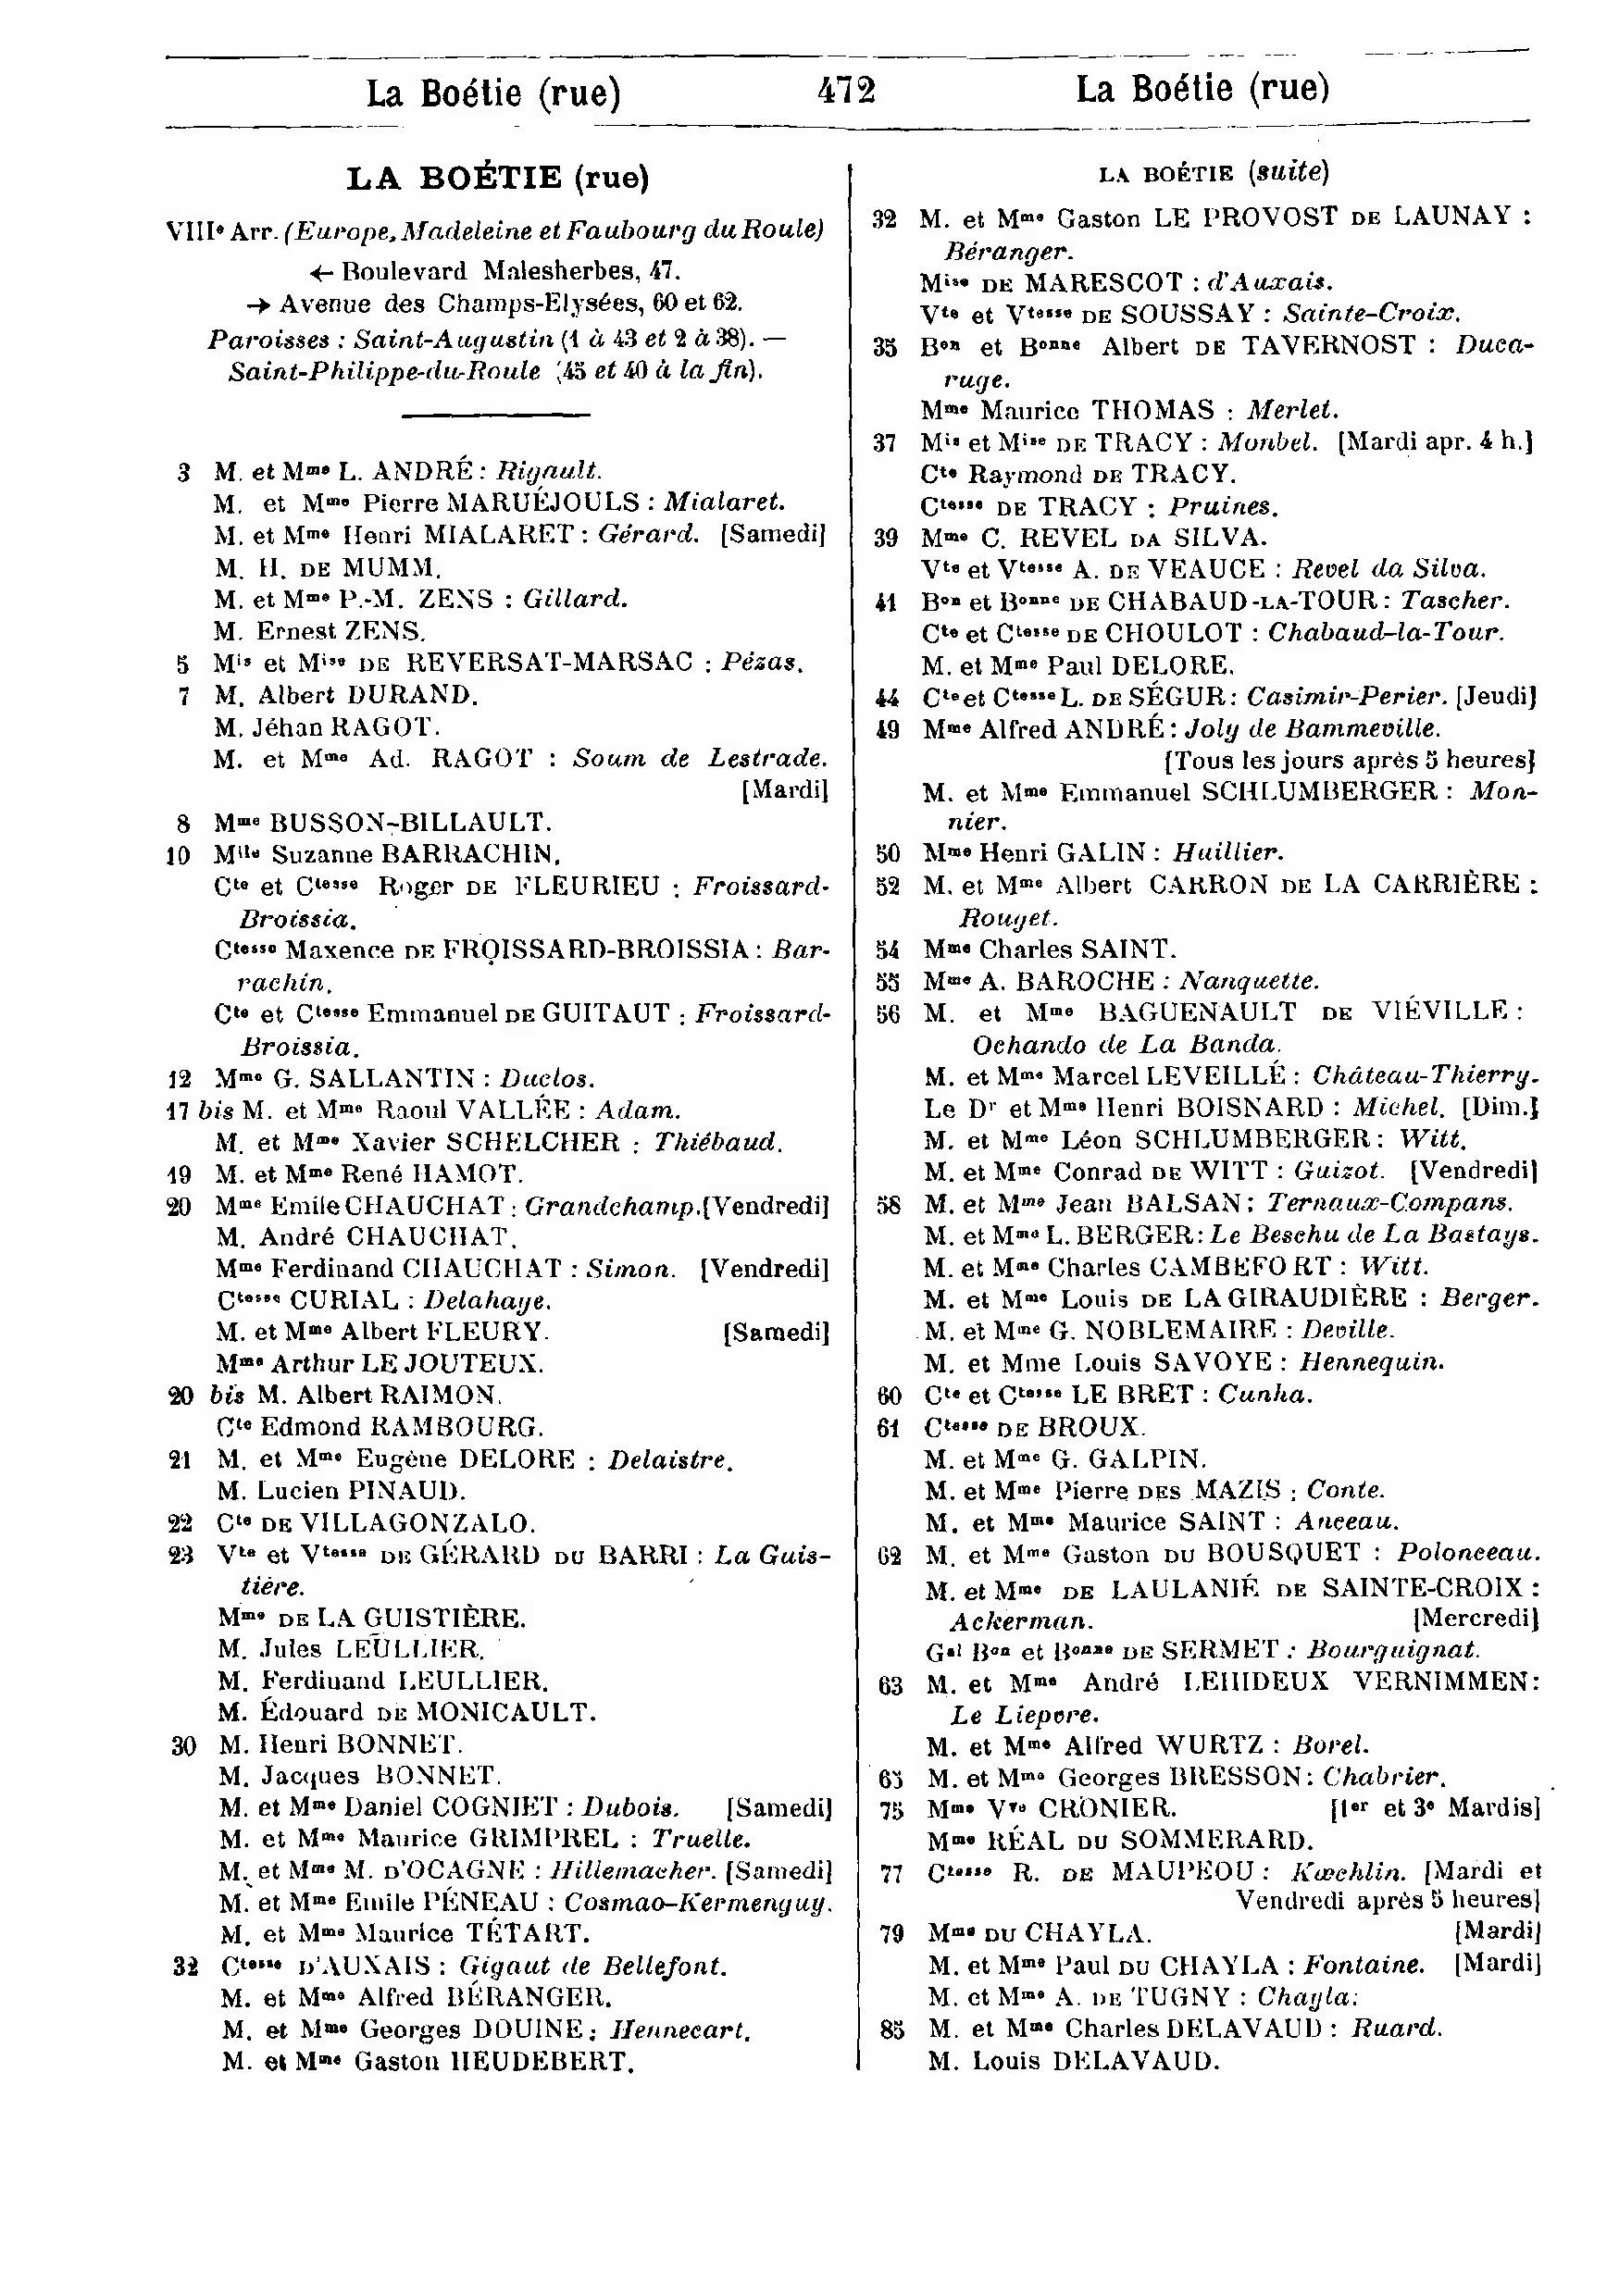 La Boétie (rue) 472 La Boétie (rue)
LA BOÉTIE (rue)
VIIIe Arr. (Europe, Madeleine et Faubourg du Roule)
← Boulevard Malesherbes, 47.
→ Avenue des Champs-Elysées, 60 et 62.
Paroisses : Saint-Augustin (1 à 43 et 2 à 38). —
Saint-Philippe-du-Roule (45 et 40 à la fin).
3 M. et Mme L. ANDRÉ : Rigault.
M. et Mme Pierre MARUÉJOULS : Mialaret.
M. et Mme Henri MIALARET : Gérard. [Samedi]
M. H. DE MUMM.
M. et Mme P.-M. ZENS : Gillard.
M. Ernest ZENS.
5 Mis et Mise DE REVERSAT-MARSAC : Pézas.
7 M. Albert DURAND.
M. Jéhan RAGOT.
M. et Mme Ad. RAGOT : Soum de Lestrade.
[Mardi]
8 Mme BUSSON-BILLAULT.
10 Mlle Suzanne BARRACHIN.
Cte et Ctesse Roger DE FLEURIEU : Froissard-
Broissia.
Ctesse Maxence DE FROISSARD-BROISSIA : Bar-
rachin.
Cte et Ctesse Emmanuel DE GUITAUT : Froissard-
Broissia.
12 Mme G. SALLANTIN : Duclos.
17 bis M. et Mme Raoul VALLÉE : Adam.
M. et Mme Xavier SCHELCHER : Thiébaud.
19 M. et Mme René HAMOT.
20 Mme Emile CHAUCHAT : Grandchamp. [Vendredi]
M. André CHAUCHAT.
Mme Ferdinand CHAUCHAT : Simon. [Vendredi]
Ctesse CURIAL : Delahaye.
M. et Mme Albert FLEURY. [Samedi]
Mme Arthur LE JOUTEUX.
20 bis M. Albert RAIMON.
Cte Edmond RAMBOURG.
21 M. et Mme Eugène DELORE : Delaistre.
M. Lucien PINAUD.
22 Cte DE VILLAGONZALO.
23 Vte et Vtesse DE GÉRARD DU BARRI : La Guis-
tière.
Mme DE LA GUISTIÈRE.
M. Jules LEULLIER.
M. Ferdinand LEULLIER.
M. Édouard DE MONICAULT.
30 M. Henri BONNET.
M. Jacques BONNET.
M. et Mme Daniel COGNIET : Dubois. [Samedi]
M. et Mme Maurice GRIMPREL : Truelle.
M. et Mme M. D'OCAGNE : Hillemacher. [Samedi]
M. et Mme Emile PÉNEAU : Cosmao-Kermenguy.
M. et Mme Maurice TÉTART.
32 Ctesse D'AUXAIS : Gigaut de Bellefont.
M. et Mme Alfred BÉRANGER.
M. et Mme Georges DOUINE : Hennecart.
M. et Mme Gaston HEUDEBERT.
LA BOÉTIE (suite)
32 M. et Mme Gaston LE PROVOST DE LAUNAY :
Béranger.
Mise DE MARESCOT : d'Auxais.
Vte et Vtesse DE SOUSSAY : Sainte-Croix.
35 Bon et Bonne Albert DE TAVERNOST : Duca-
ruge.
Mme Maurice THOMAS : Merlet.
37 Mis et Mise DE TRACY : Monbel. [Mardi apr. 4 h.]
Cte Raymond DE TRACY.
Ctesse DE TRACY : Pruines.
39 Mme C. REVEL DA SILVA.
Vte et Vtesse A. DE VEAUCE : Revel da Silva.
41 Bon et Bonne DE CHABAUD-LA-TOUR : Tascher.
Cte et Ctesse DE CHOULOT : Chabaud-la-Tour.
M. et Mme Paul DELORE.
44 Cte et Ctesse L. DE SÉGUR : Casimir-Perier. [Jeudi]
49 Mme Alfred ANDRÉ : Joly de Bammeville.
[Tous les jours après 5 heures]
M. et Mme Emmanuel SCHLUMBERGER : Mon-
nier.
50 Mme Henri GALIN : Huillier.
52 M. et Mme Albert CARRON DE LA CARRIÈRE :
Rouget.
54 Mme Charles SAINT.
55 Mme A. BAROCHE : Nanquette.
56 M. et Mme BAGUENAULT DE VIÉVILLE :
Ochando de La Banda.
M. et Mme Marcel LEVEILLÉ : Château-Thierry.
Le Dr et Mme Henri BOISNARD : Michel. [Dim.]
M. et Mme Léon SCHLUMBERGER : Witt.
M. et Mme Conrad DE WITT : Guizot. [Vendredi]
58 M. et Mme Jean BALSAN : Ternaux-Compans.
M. et Mme L. BERGER : Le Beschu de La Bastays.
M. et Mme Charles CAMBEFORT : Witt.
M. et Mme Louis DE LA GIRAUDIÈRE : Berger.
M. et Mme G. NOBLEMAIRE : Deville.
M. et Mme Louis SAVOYE : Hennequin.
60 Cte et Ctesse LE BRET : Cunha.
61 Ctesse DE BROUX.
M. et Mme G. GALPIN.
M. et Mme Pierre DES MAZIS : Conte.
M. et Mme Maurice SAINT : Anceau.
62 M. et Mme Gaston DU BOUSQUET : Polonceau.
M. et Mme DE LAULANIÉ DE SAINTE-CROIX :
Ackerman. [Mercredi]
Gal Bon et Bonne DE SERMET : Bourguignat.
63 M. et Mme André LEHIDEUX VERNIMMEN :
Le Liepvre.
M. et Mme Alfred WURTZ : Borel.
65 M. et Mme Georges BRESSON : Chabrier.
75 Mme Vve CRONIER. [1er et 3e Mardis]
Mme RÉAL DU SOMMERARD.
77 Ctesse R. DE MAUPEOU : Kœchlin. [Mardi et
Vendredi après 5 heures]
79 Mme DU CHAYLA. [Mardi]
M. et Mme Paul DU CHAYLA : Fontaine. [Mardi]
M. et Mme A. DE TUGNY : Chayla.
85 M. et Mme Charles DELAVAUD : Ruard.
M. Louis DELAVAUD.